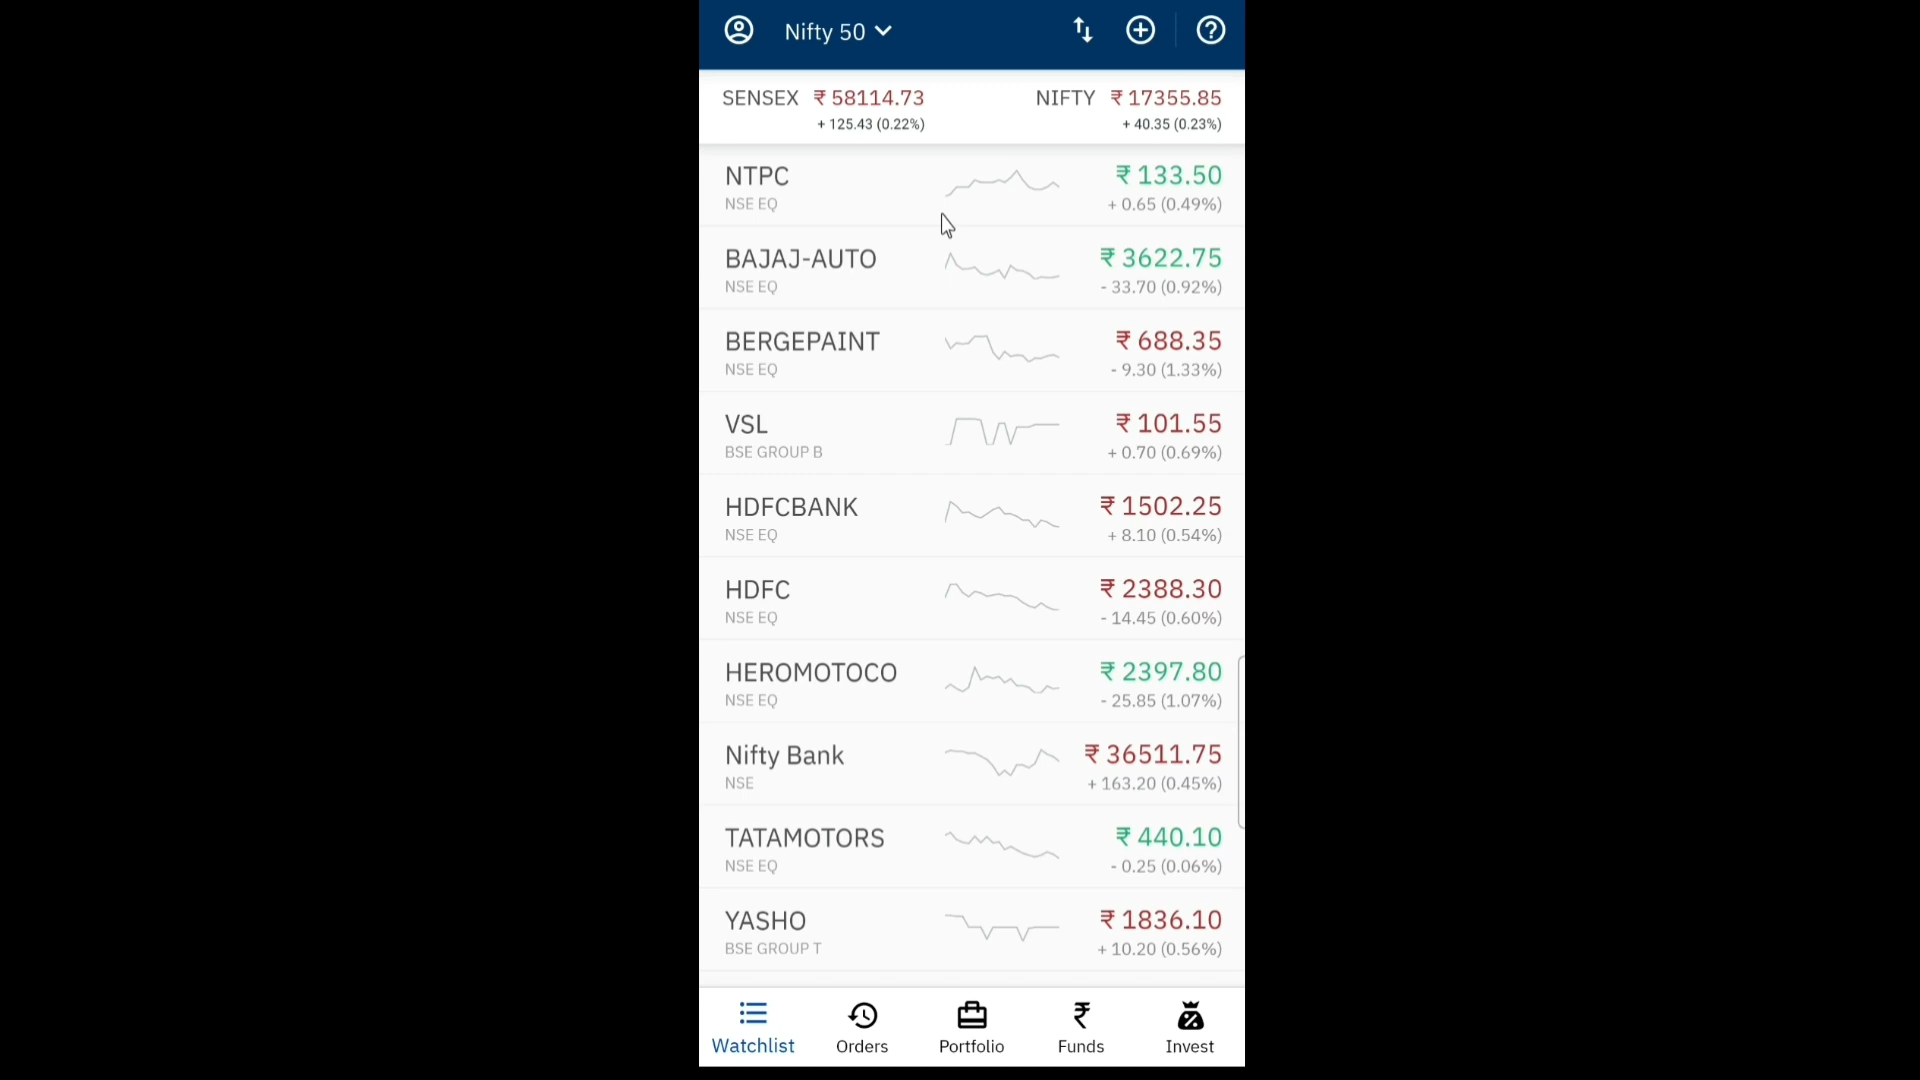 Nifty 50
SENSEX ₹ 58114.73 NIFTY ₹ 17355.85
+ 125.43 (0.22%) + 40.35 (0.23%)
NTPC ₹ 133.50
NSE EQ + 0.65 (0.49%)
BAJAJ-AUTO ₹ 3622.75
NSE EQ - 33.70 (0.92%)
BERGEPAINT ₹ 688.35
NSE EQ - 9.30 (1.33%)
VSL ₹ 101.55
BSE GROUP B + 0.70 (0.69%)
HDFCBANK ₹ 1502.25
NSE EQ + 8.10 (0.54%)
HDFC ₹ 2388.30
NSE EQ - 14.45 (0.60%)
HEROMOTOCO ₹ 2397.80
NSE EQ - 25.85 (1.07%)
Nifty Bank ₹ 36511.75
NSE + 163.20 (0.45%)
TATAMOTORS ₹ 440.10
NSE EQ - 0.25 (0.06%)
YASHO ₹ 1836.10
BSE GROUP T + 10.20 (0.56%)
Watchlist Orders Portfolio Funds Invest